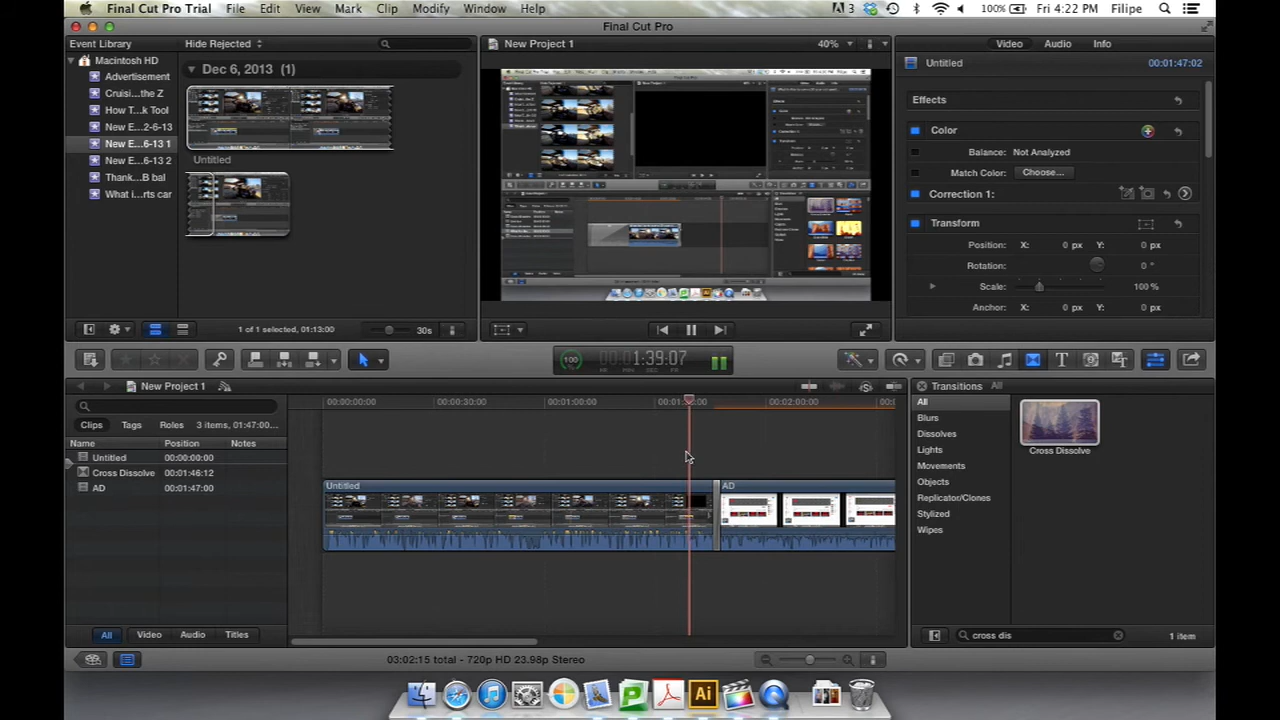 Final Cut Pro Trial File Edit View Mark Clip Modify Window Help 3 100% Fri 4:22 PM Filipe
Final Cut Pro
Event Library
Hide Rejected
Macintosh HD
Advertisement
Cruisi...the Z
How T...k Tool
New E...2-6-13
New E...6-13 1
New E...6-13 2
Thank...B bal
What i...rts car
Dec 6, 2013 (1)
Untitled
1 of 1 selected, 01:13:00
30s
New Project 1
40%
Video Audio Info
Untitled 00:01:47:02
Effects
Color
Balance: Not Analyzed
Match Color: Choose...
Correction 1:
Transform
Position: X: 0 px Y: 0 px
Rotation: 0 °
Scale: 100 %
Anchor: X: 0 px Y: 0 px
100
1:39:07
HR MIN SEC FR
New Project 1
Clips Tags Roles 3 items, 01:47:00...
Name Position Notes
Untitled 00:00:00:00
Cross Dissolve 00:01:46:12
AD 00:01:47:00
All Video Audio Titles
00:00:00:00 00:00:30:00 00:01:00:00 00:02:00:00
Untitled
AD
Transitions All
All
Blurs
Dissolves
Lights
Movements
Objects
Replicator/Generators
Stylized
Wipes
Cross Dissolve
cross dis
1 item
03:02:15 total - 720p HD 23.98p Stereo
Ai